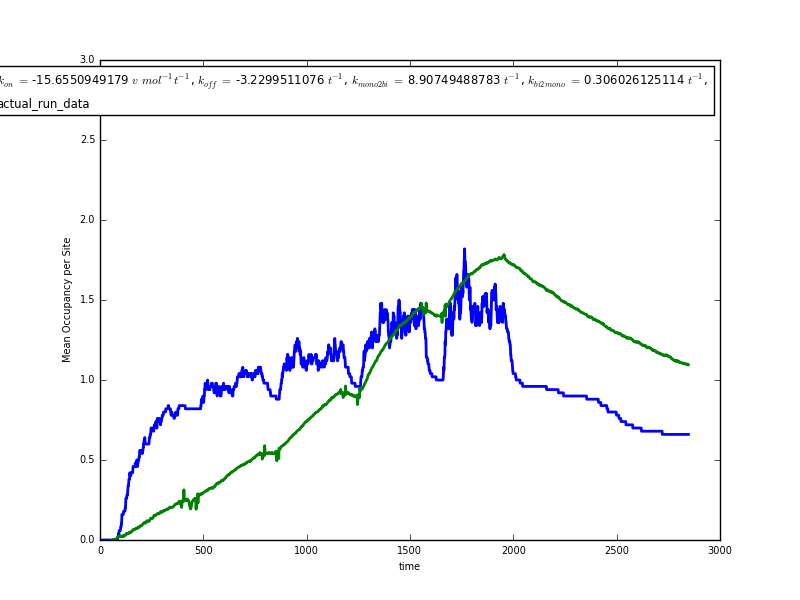 3.0
k_on = -15.6550949179 v mol^−1 t^−1, k_off = -3.2299511076 t^−1, k_mono2bi = 8.90749488783 t^−1, k_bi2mono = 0.306026125114 t^−1,
actual_run_data
2.5
2.0
1.5
1.0
0.5
0.0
Mean Occupancy per Site
0 500 1000 1500 2000 2500 3000
time